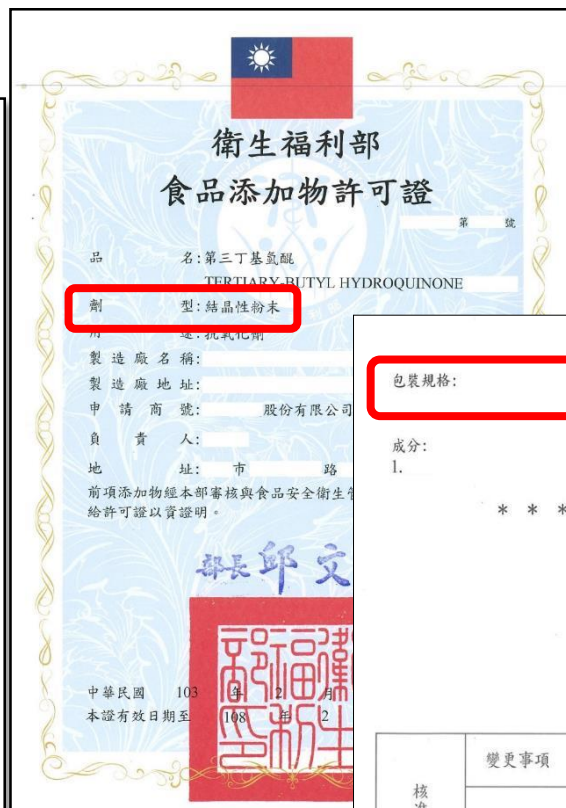 衛生福利部
食品添加物許可證
第 號
品 名:第三丁基氫醌
TERTIARY-BUTYL HYDROQUINONE
劑 型:結晶性粉末
用 途:抗氧化劑
製造廠名稱:
製造廠地址:
申請商號: 股份有限公司
負責人:
地 址: 市 路
前項添加物經本部審核與食品安全衛生管
給許可證以資證明。
部長邱文
中華民國 103 年 2 月
本證有效日期至 108 年 2
包裝規格:
成分:
1.
* * *
變更事項
核